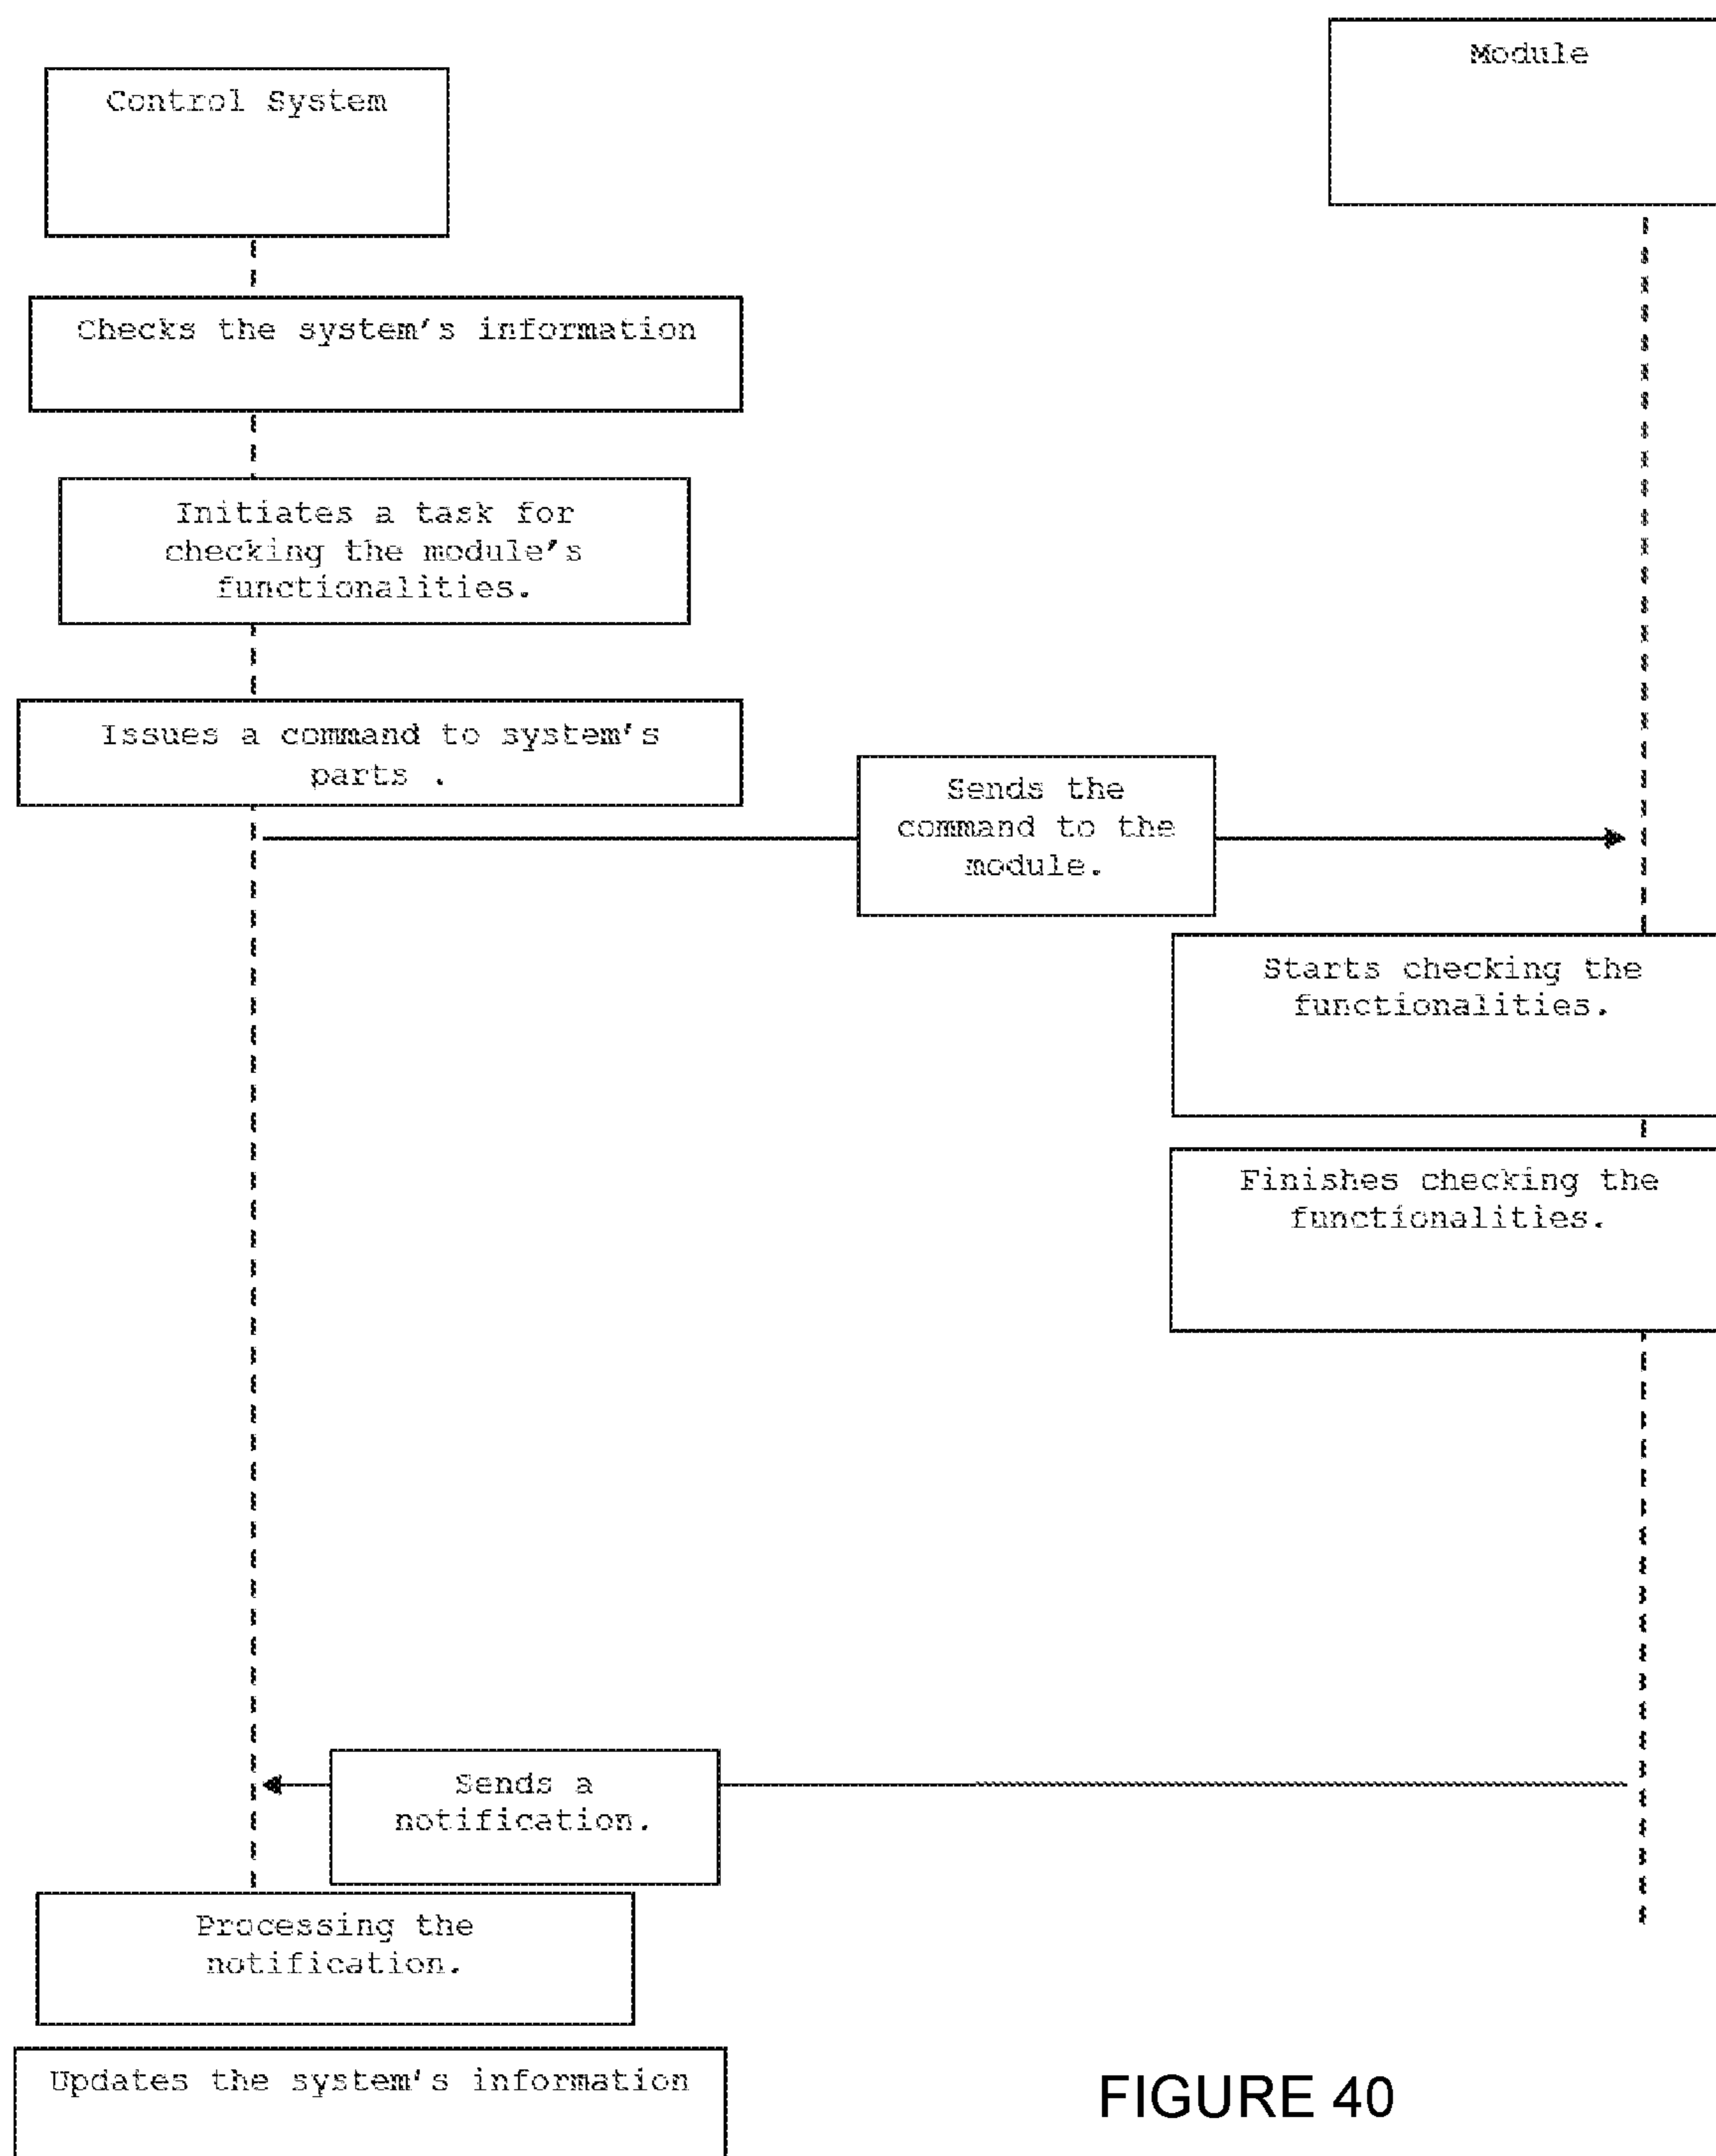 Module
Control System
Checks the system's information
Initiates a task for
checking the module's
functionalities.
Issues a command to system's
parts .
Sends the
command to the
module.
Starts checking the
functionalities.
Finishes checking the
functionalities.
Sends a
notification.
Processing the
notification.
Updates the system's information
FIGURE 40